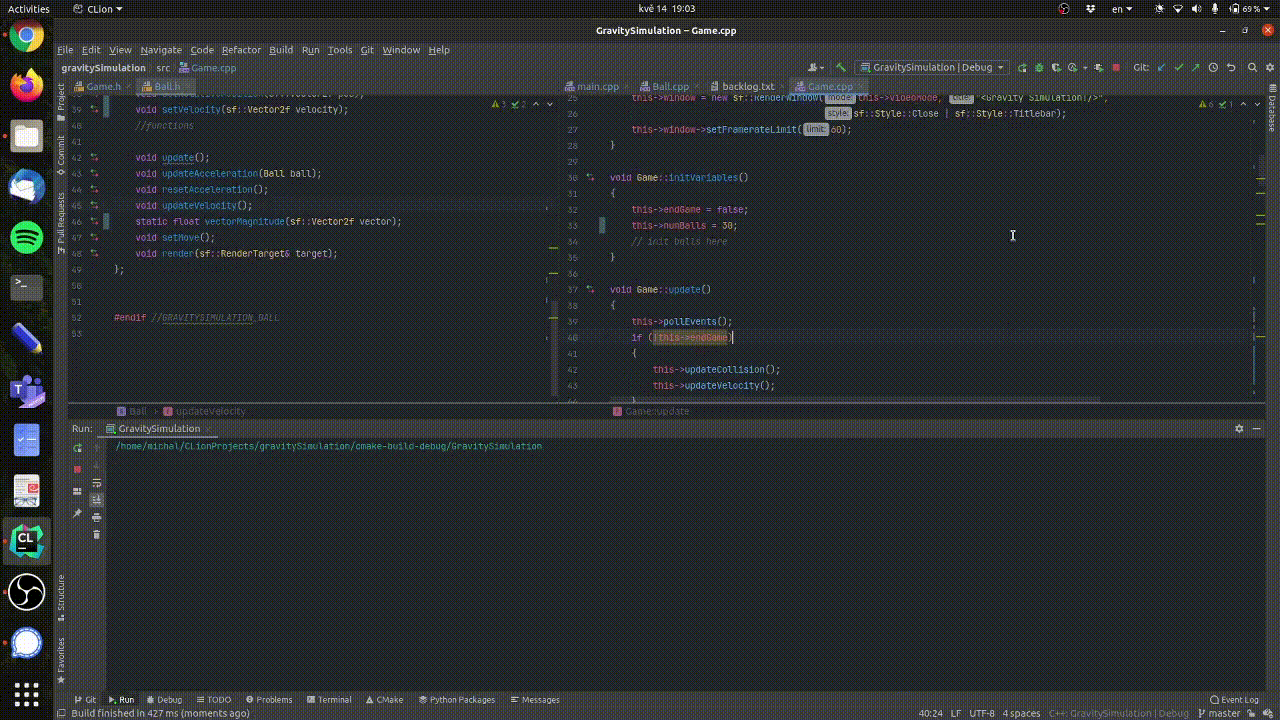 Activities CLion kvě 14 19:03 en 69 %
GravitySimulation – Game.cpp
File Edit View Navigate Code Refactor Build Run Tools Git Window Help
gravitySimulation src Game.cpp GravitySimulation | Debug Git:
Game.h Ball.h main.cpp Ball.cpp backlog.txt Game.cpp
39 void setVelocity(sf::Vector2f velocity);
40 //functions
41
42 void update();
43 void updateAcceleration(Ball ball);
44 void resetAcceleration();
45 void updateVelocity();
46 static float vectorMagnitude(sf::Vector2f vector);
47 void setMove();
48 void render(sf::RenderTarget& target);
49 };
50
51
52 #endif //GRAVITYSIMULATION_BALL
53
3 2
this->window = new sf::RenderWindow( mode: this->videoMode, title: "<Gravity Simulation!/>",
26 style: sf::Style::Close | sf::Style::Titlebar);
27 this->window->setFramerateLimit( limit: 60);
28 }
29
30 void Game::initVariables()
31 {
32 this->endGame = false;
33 this->numBalls = 30;
34 // init balls here
35 }
36
37 void Game::update()
38 {
39 this->pollEvents();
40 if (!this->endGame)
41 {
42 this->updateCollision();
43 this->updateVelocity();
6 1
Ball updateVelocity
Game::update
Project
Commit
Pull Requests
Structure
Favorites
Database
Run: GravitySimulation
/home/michal/CLionProjects/gravitySimulation/cmake-build-debug/GravitySimulation
Git Run Debug TODO Problems Terminal CMake Python Packages Messages Event Log
Build finished in 427 ms (moments ago) 40:24 LF UTF-8 4 spaces C++: GravitySimulation | Debug master